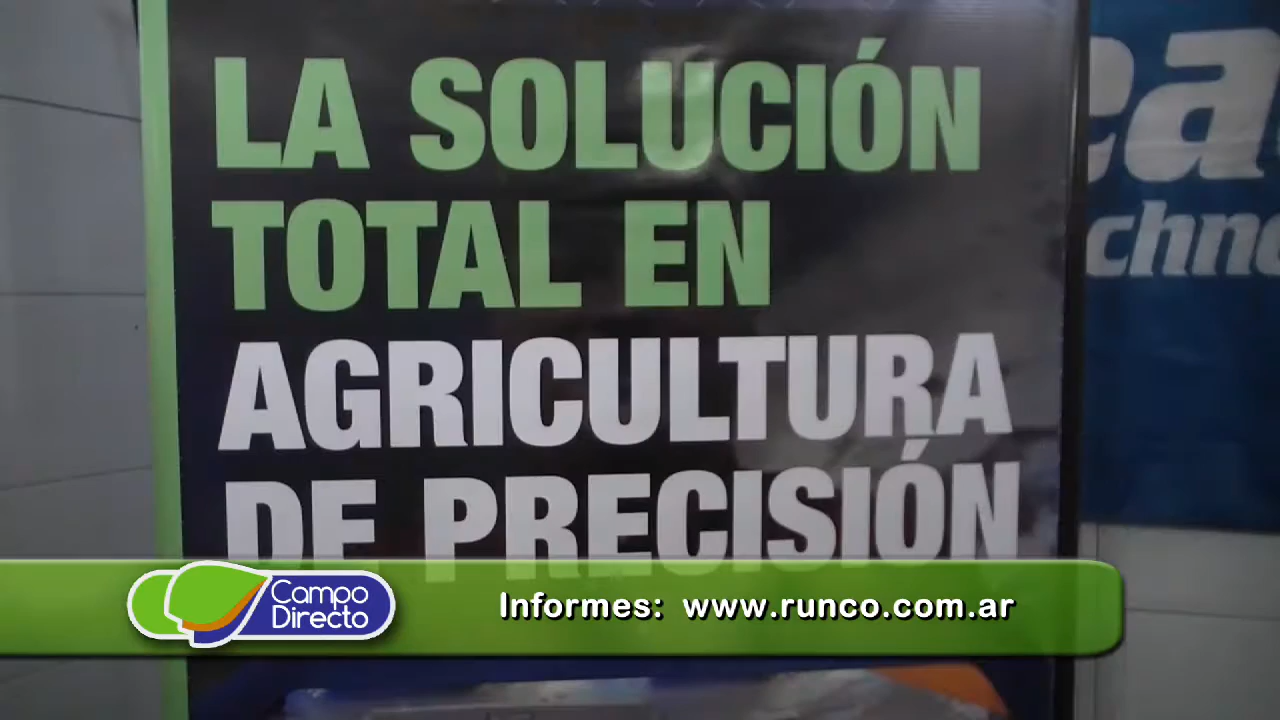 LA SOLUCIÓN
TOTAL EN
AGRICULTURA
DE PRECISIÓN
Campo
Directo
Informes: www.runco.com.ar